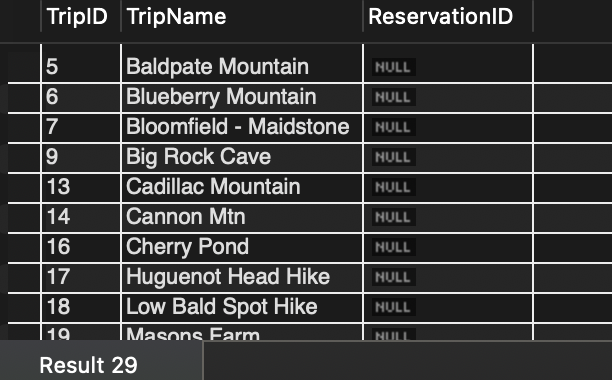 TripID TripName ReservationID
5 Baldpate Mountain NULL
6 Blueberry Mountain NULL
7 Bloomfield - Maidstone NULL
9 Big Rock Cave NULL
13 Cadillac Mountain NULL
14 Cannon Mtn NULL
16 Cherry Pond NULL
17 Huguenot Head Hike NULL
18 Low Bald Spot Hike NULL
19 Masons Farm NULL
Result 29